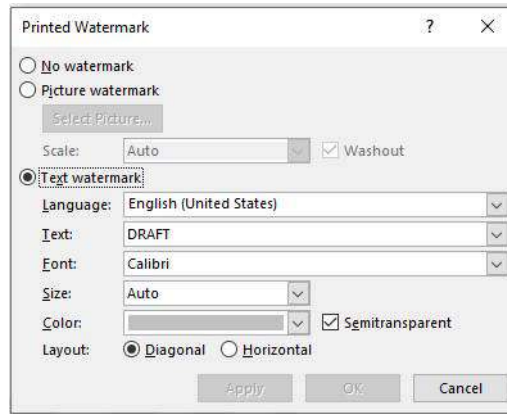 Printed Watermark ? X
No watermark
Picture watermark
Select Picture...
Scale: Auto Washout
Text watermark
Language: English (United States)
Text: DRAFT
Font: Calibri
Size: Auto
Color: Semitransparent
Layout: Diagonal Horizontal
Apply OK Cancel